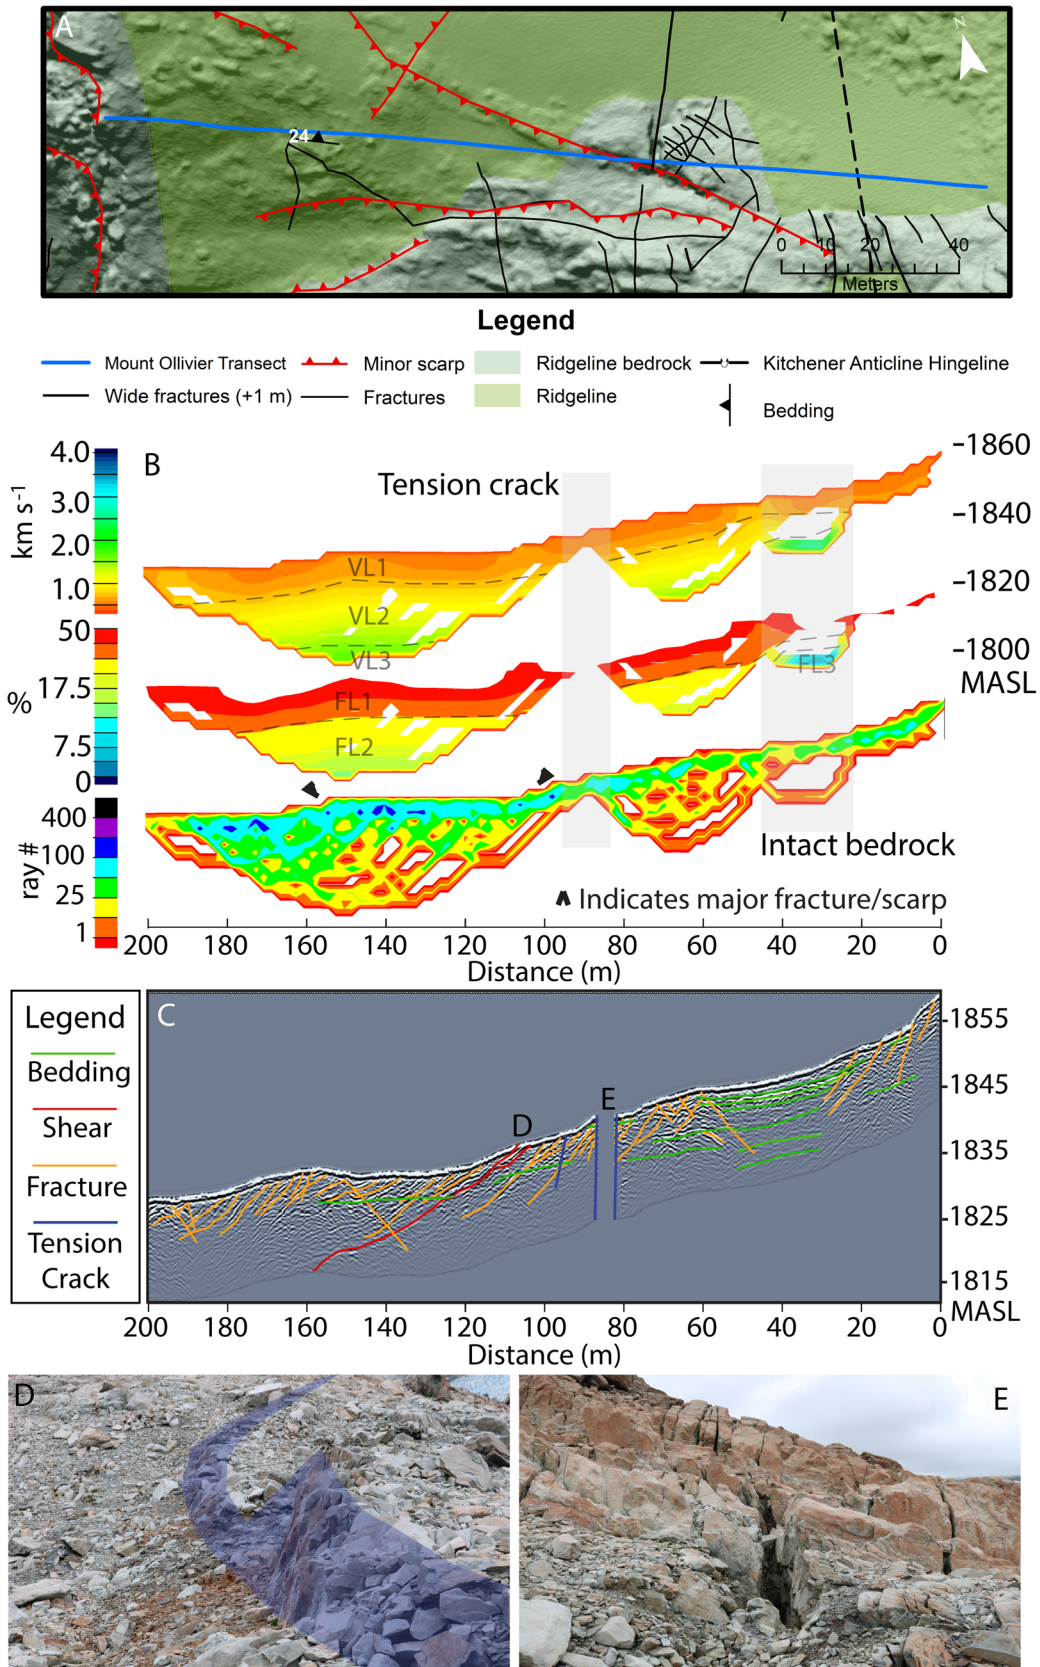 A
N
24
0 10 20 40
Meters
Legend
Mount Ollivier Transect
Minor scarp
Ridgeline bedrock
Kitchener Anticline Hingeline
Wide fractures (+1 m)
Fractures
Ridgeline
Bedding
B
4.0
3.0
2.0
1.0
km s-1
Tension crack
VL1
VL2
VL3
-1860
-1840
-1820
-1800
MASL
50
17.5
7.5
0
%
FL1
FL2
FL3
400
100
25
1
ray #
Intact bedrock
Indicates major fracture/scarp
200 180 160 140 120 100 80 60 40 20 0
Distance (m)
Legend
Bedding
Shear
Fracture
Tension
Crack
C
D
E
1855
1845
1835
1825
1815
MASL
200 180 160 140 120 100 80 60 40 20 0
Distance (m)
D
E